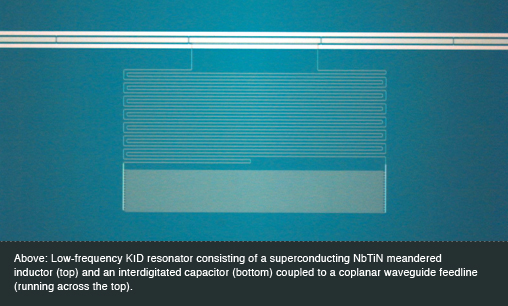 Above: Low-frequency KID resonator consisting of a superconducting NbTiN meandered
inductor (top) and an interdigitated capacitor (bottom) coupled to a coplanar waveguide feedline
(running across the top).